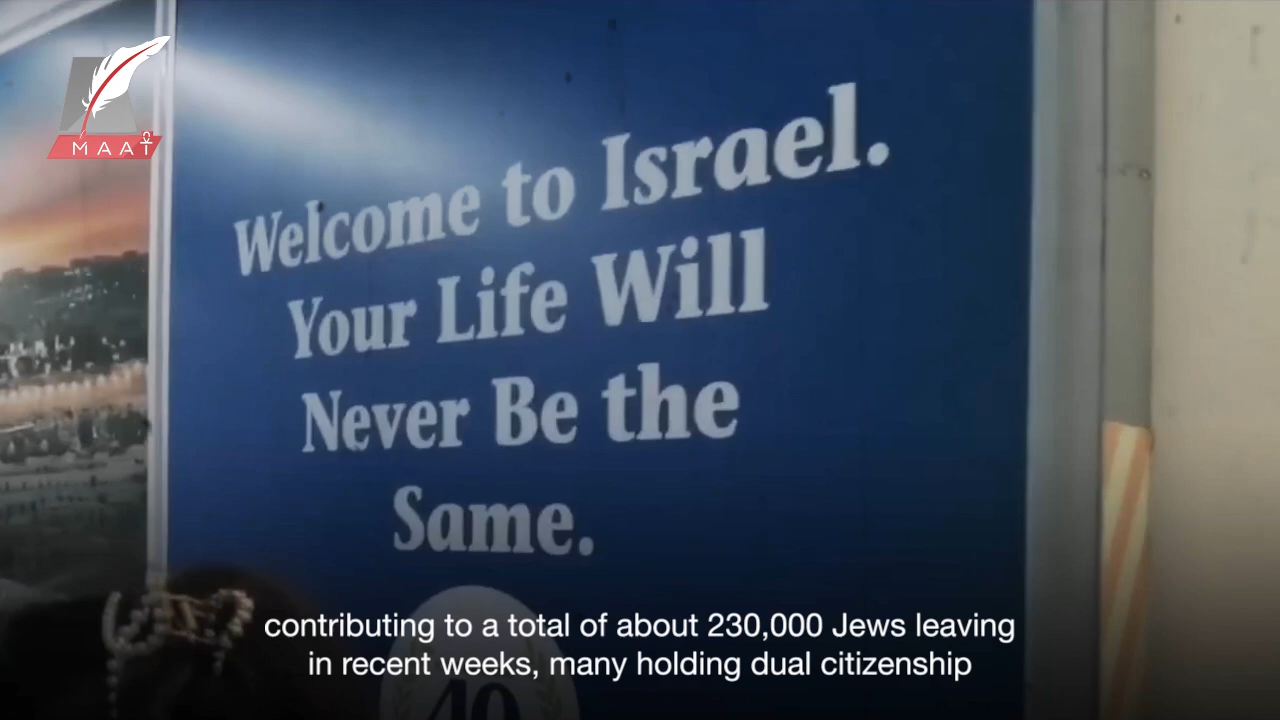 MAAT
Welcome to Israel.
Your Life Will
Never Be the
Same.
40
contributing to a total of about 230,000 Jews leaving
in recent weeks, many holding dual citizenship